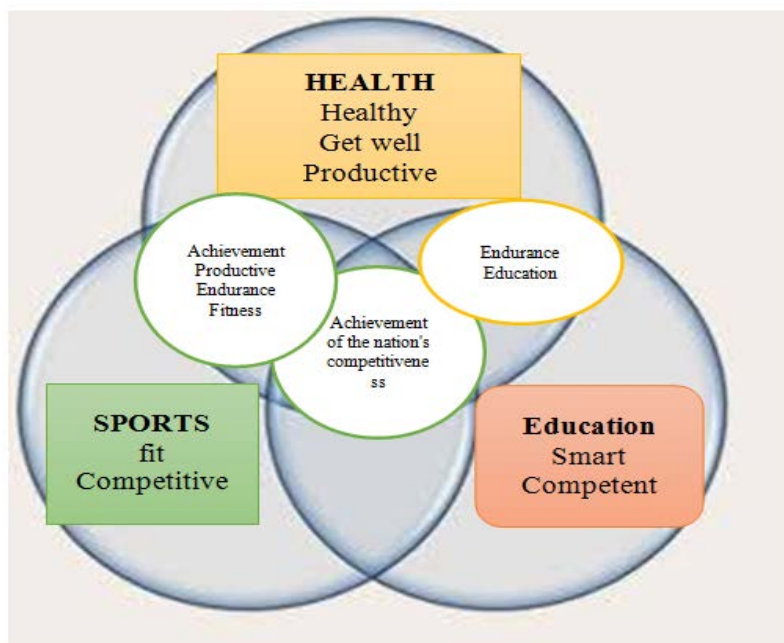 HEALTH
Healthy
Get well
Productive
Achievement
Productive
Endurance
Fitness
Endurance
Education
Achievement
of the nation's
competitivene
ss
SPORTS
fit
Competitive
Education
Smart
Competent